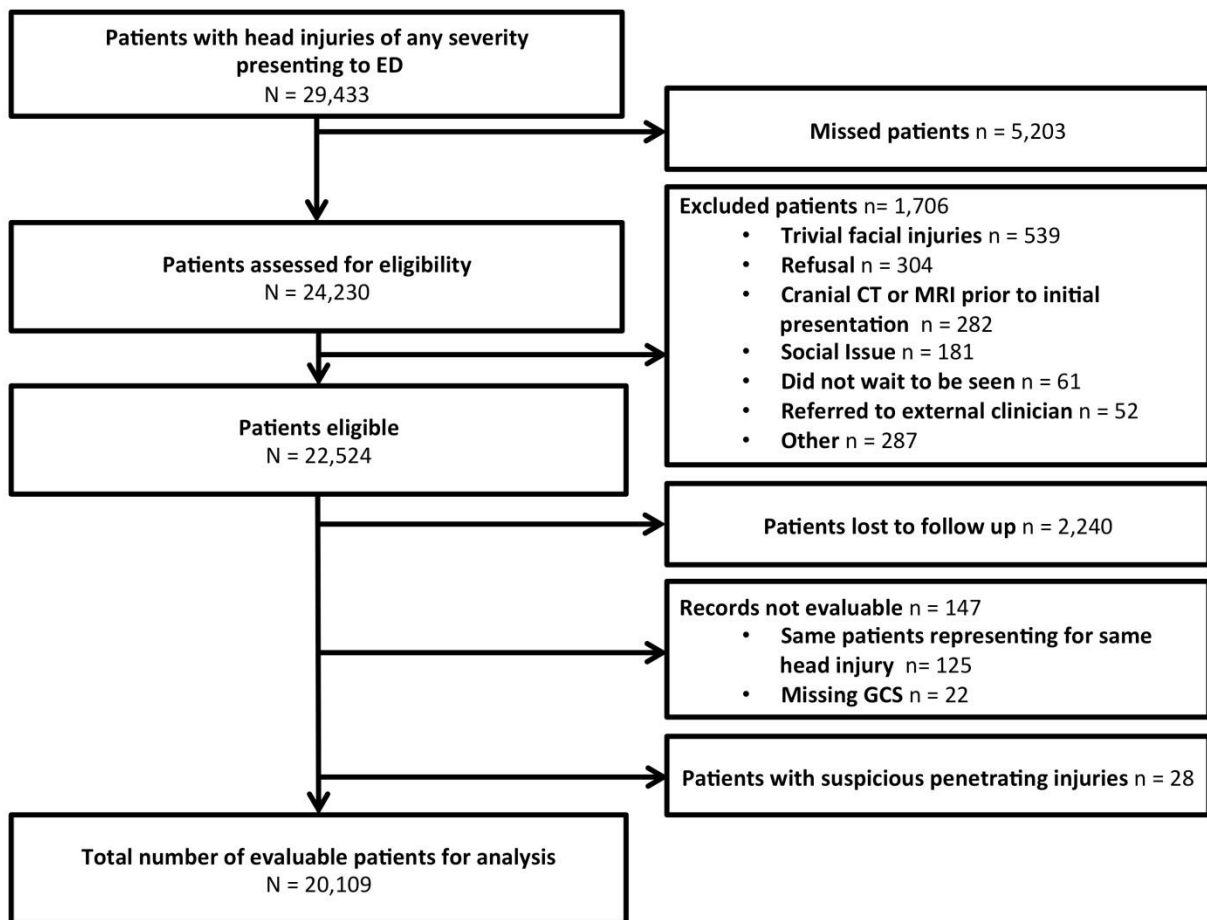 Patients with head injuries of any severity
presenting to ED
N = 29,433
Missed patients n = 5,203
Patients assessed for eligibility
N = 24,230
Excluded patients n= 1,706
• Trivial facial injuries n = 539
• Refusal n = 304
• Cranial CT or MRI prior to initial
presentation n = 282
• Social Issue n = 181
• Did not wait to be seen n = 61
• Referred to external clinician n = 52
• Other n = 287
Patients eligible
N = 22,524
Patients lost to follow up n = 2,240
Records not evaluable n = 147
• Same patients representing for same
head injury n= 125
• Missing GCS n = 22
Patients with suspicious penetrating injuries n = 28
Total number of evaluable patients for analysis
N = 20,109